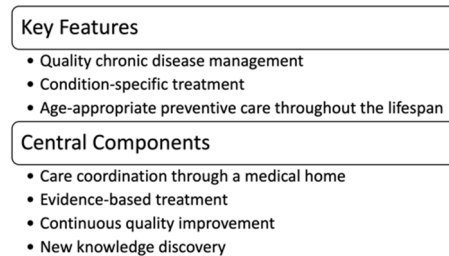 Key Features
• Quality chronic disease management
• Condition-specific treatment
• Age-appropriate preventive care throughout the lifespan
Central Components
• Care coordination through a medical home
• Evidence-based treatment
• Continuous quality improvement
• New knowledge discovery